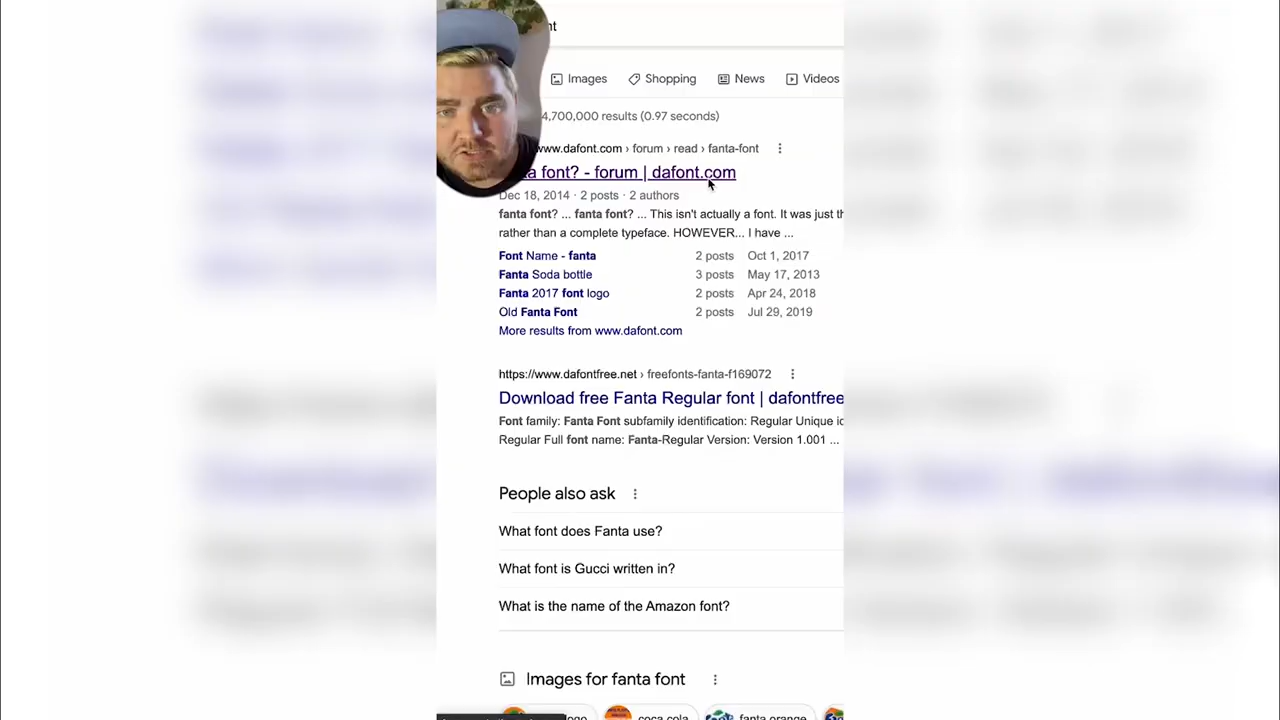 nt
Images
Shopping
News
Videos
4,700,000 results (0.97 seconds)
www.dafont.com › forum › read › fanta-font
font? - forum | dafont.com
Dec 18, 2014 · 2 posts · 2 authors
fanta font? ... fanta font? ... This isn't actually a font. It was just
rather than a complete typeface. HOWEVER... I have ...
Font Name - fanta 2 posts Oct 1, 2017
Fanta Soda bottle 3 posts May 17, 2013
Fanta 2017 font logo 2 posts Apr 24, 2018
Old Fanta Font 2 posts Jul 29, 2019
More results from www.dafont.com
https://www.dafontfree.net › freefonts-fanta-f169072
Download free Fanta Regular font | dafontfree
Font family: Fanta Font subfamily identification: Regular Unique
Regular Full font name: Fanta-Regular Version: Version 1.001 ...
People also ask
What font does Fanta use?
What font is Gucci written in?
What is the name of the Amazon font?
Images for fanta font
coca cola
fanta orange